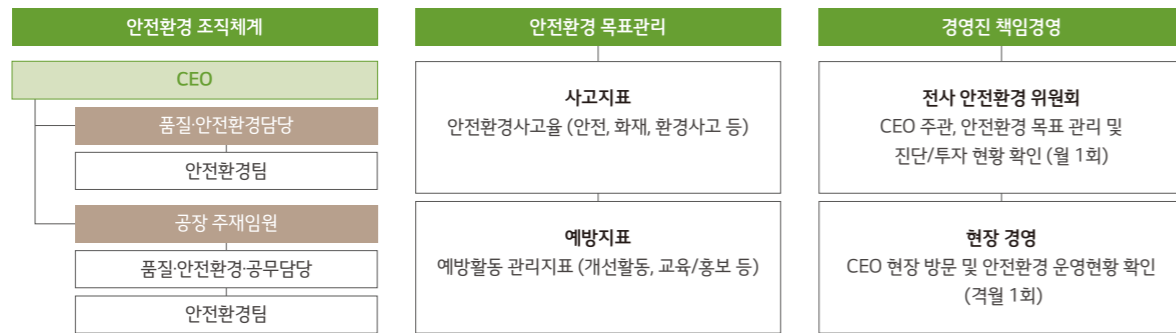 안전환경 조직체계
CEO
품질·안전환경담당
안전환경팀
공장 주재임원
품질·안전환경·공무담당
안전환경팀
안전환경 목표관리
사고지표
안전환경사고율 (안전, 화재, 환경사고 등)
예방지표
예방활동 관리지표 (개선활동, 교육/홍보 등)
경영진 책임경영
전사 안전환경 위원회
CEO 주관, 안전환경 목표 관리 및
진단/투자 현황 확인 (월 1회)
현장 경영
CEO 현장 방문 및 안전환경 운영현황 확인
(격월 1회)